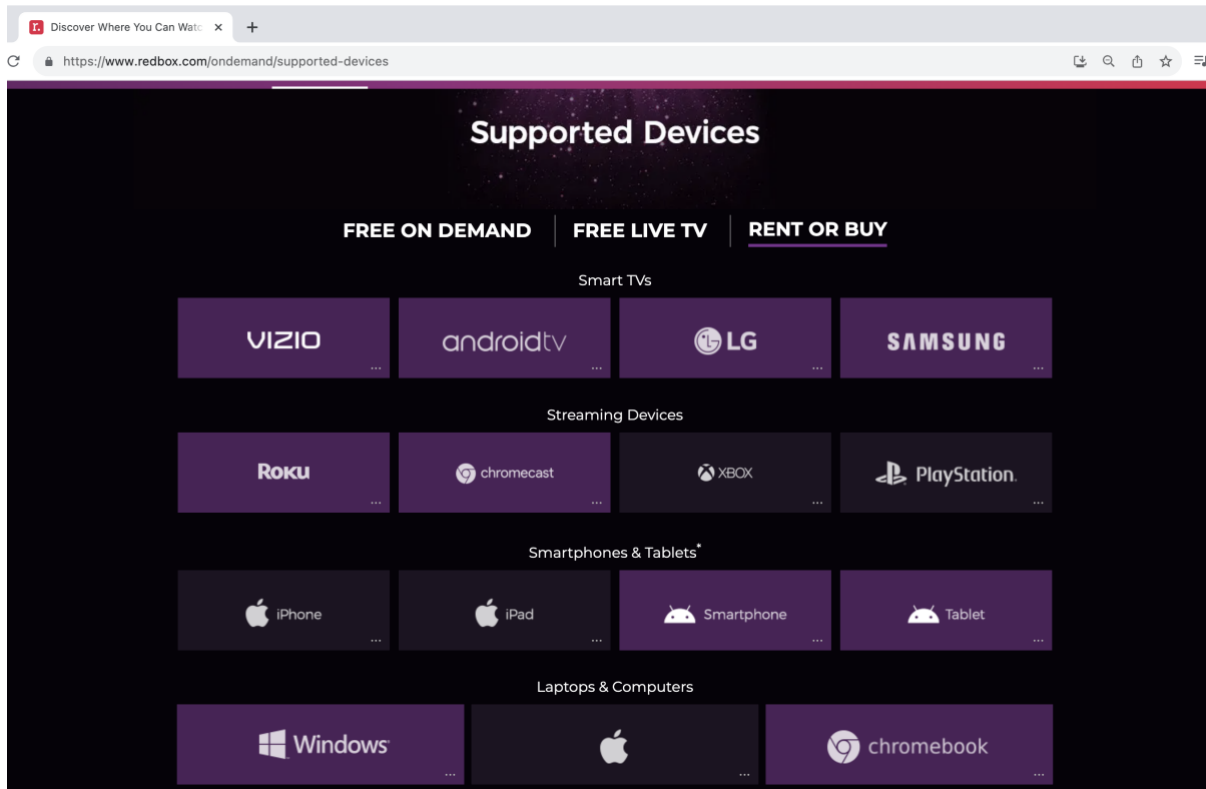 Discover Where You Can Watc
https://www.redbox.com/ondemand/supported-devices
Supported Devices
FREE ON DEMAND FREE LIVE TV RENT OR BUY
Smart TVs
VIZIO androidtv LG SAMSUNG
... ... ... ...
Streaming Devices
ROKU chromecast XBOX PlayStation.
... ... ... ...
Smartphones & Tablets*
iPhone iPad Smartphone Tablet
... ... ... ...
Laptops & Computers
Windows chromebook
... ... ...